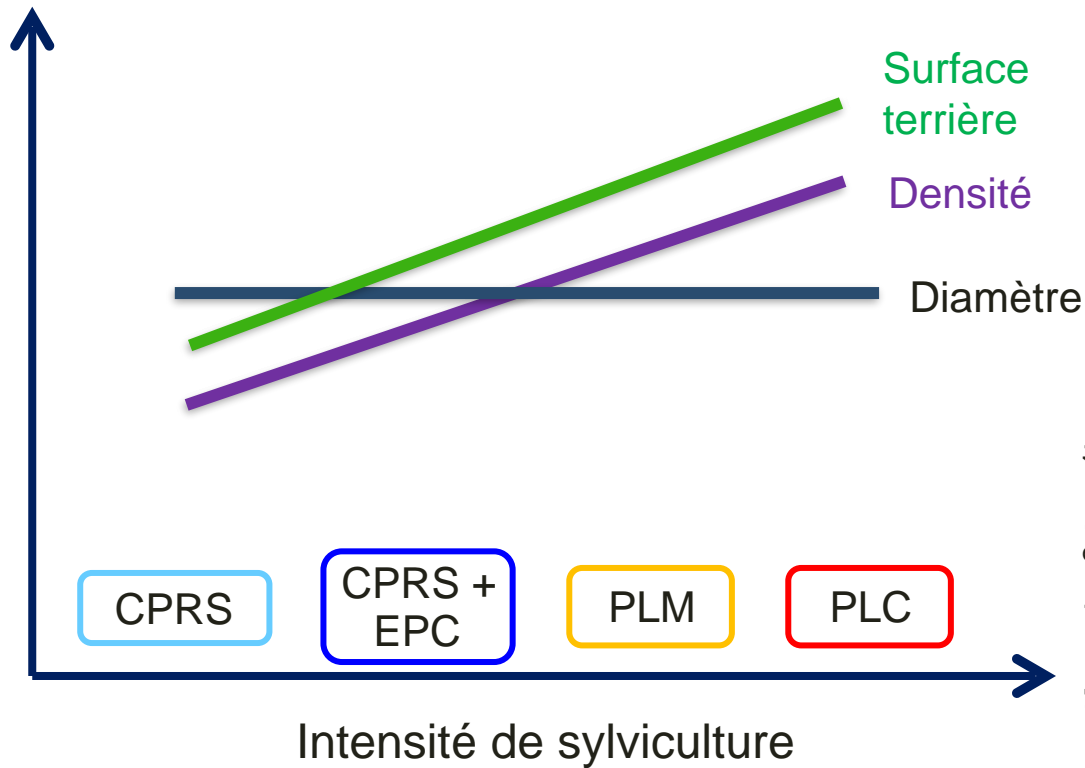 Surface
terrière
Densité
Diamètre
CPRS
CPRS +
EPC
PLM
PLC
Intensité de sylviculture